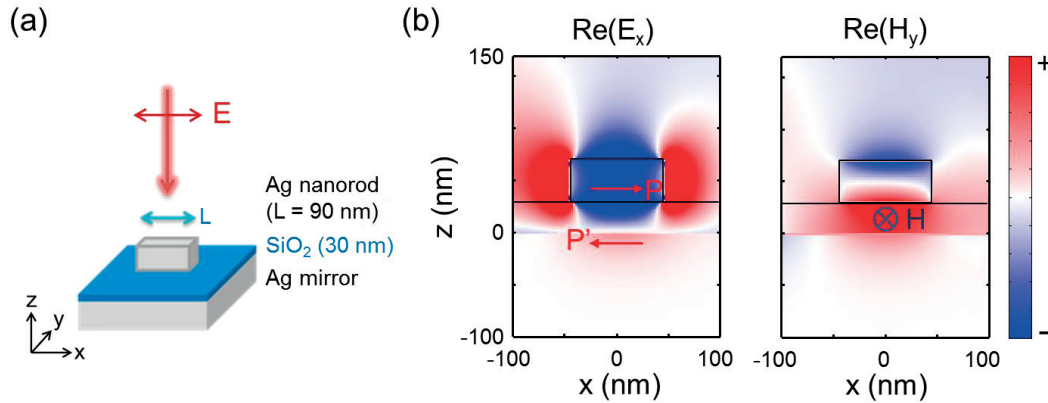 (a)
E
L
Ag nanorod
(L = 90 nm)
SiO₂ (30 nm)
Ag mirror
z
y
x
(b)
Re(Eₓ)
Re(Hᵧ)
150
z (nm)
0
-100
P
P'
H
+
−
-100
0
100
-100
0
100
x (nm)
x (nm)